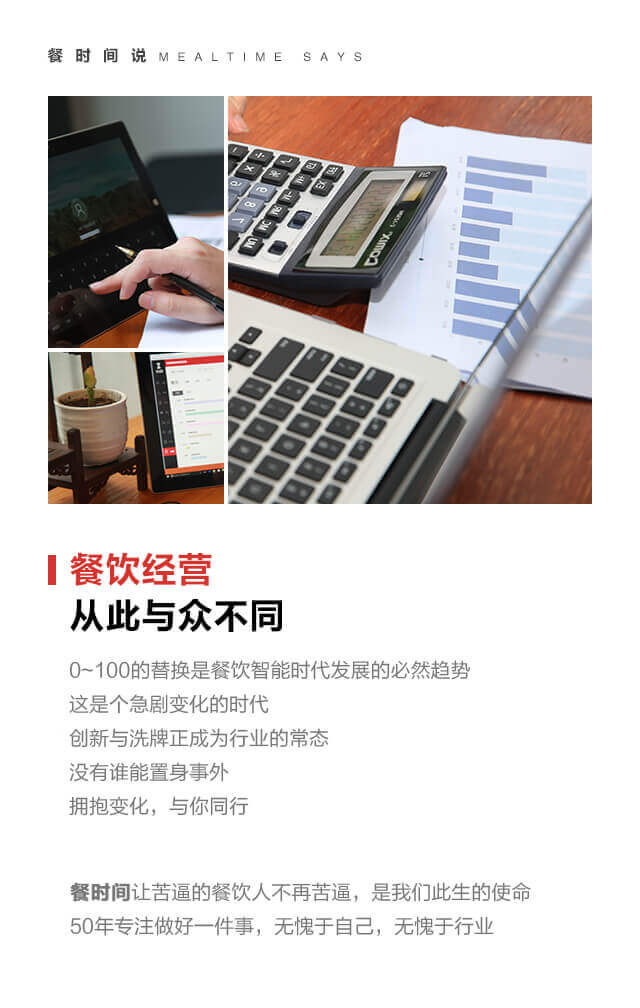 餐时间说 MEALTIME SAYS
COMIX
餐饮经营
从此与众不同
0~100的替换是餐饮智能时代发展的必然趋势
这是个急剧变化的时代
创新与洗牌正成为行业的常态
没有谁能置身事外
拥抱变化，与你同行
餐时间让苦逼的餐饮人不再苦逼，是我们此生的使命
50年专注做好一件事，无愧于自己，无愧于行业